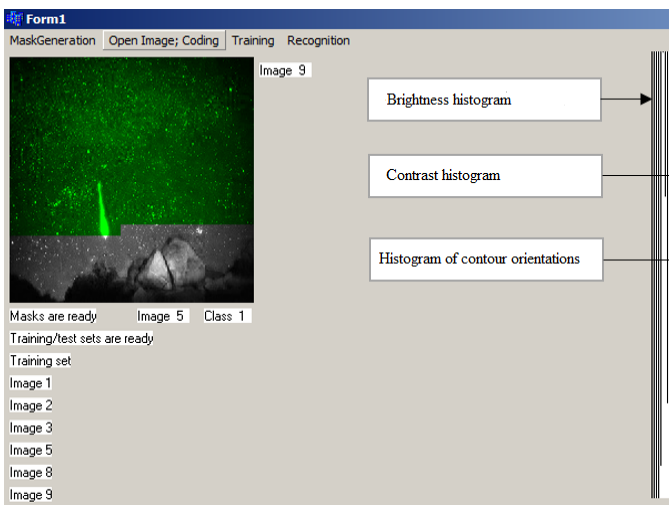 Form1
MaskGeneration Open Image; Coding Training Recognition
Image 9
Brightness histogram
Contrast histogram
Histogram of contour orientations
Masks are ready Image 5 Class 1
Training/test sets are ready
Training set
Image 1
Image 2
Image 3
Image 5
Image 8
Image 9